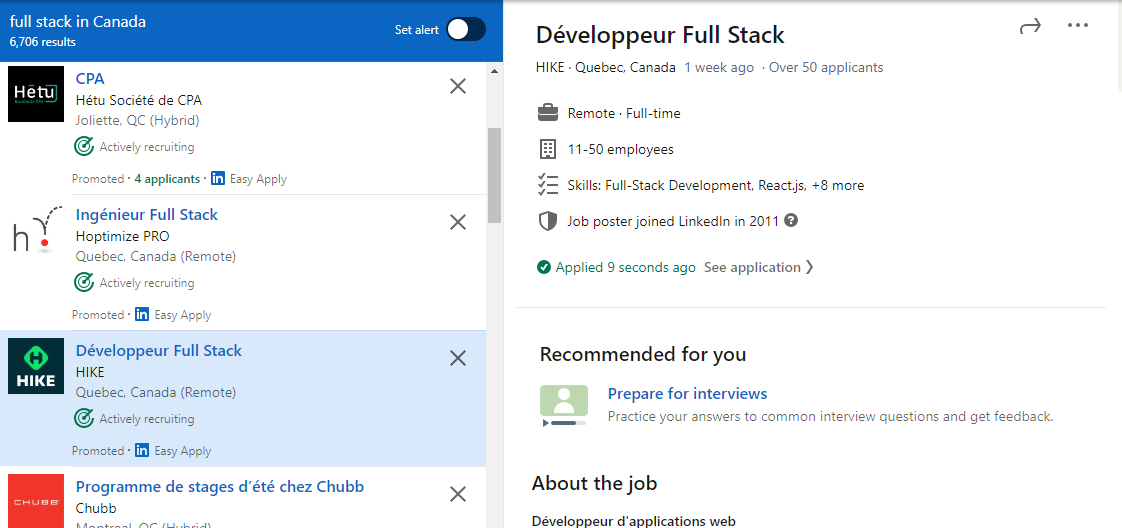 full stack in Canada
6,706 results
Set alert
Hētu
Société de CPA
CPA
Hétu Société de CPA
Joliette, QC (Hybrid)
Actively recruiting
Promoted · 4 applicants · in Easy Apply
h
Ingénieur Full Stack
Hoptimize PRO
Quebec, Canada (Remote)
Actively recruiting
Promoted · in Easy Apply
HIKE
Développeur Full Stack
HIKE
Quebec, Canada (Remote)
Actively recruiting
Promoted · in Easy Apply
CHUBB
Programme de stages d'été chez Chubb
Chubb
Montreal, QC (Hybrid)
Développeur Full Stack
HIKE · Quebec, Canada 1 week ago · Over 50 applicants
Remote · Full-time
11-50 employees
Skills: Full-Stack Development, React.js, +8 more
Job poster joined LinkedIn in 2011 ?
Applied 9 seconds ago See application
Recommended for you
Prepare for interviews
Practice your answers to common interview questions and get feedback.
About the job
Développeur d'applications web